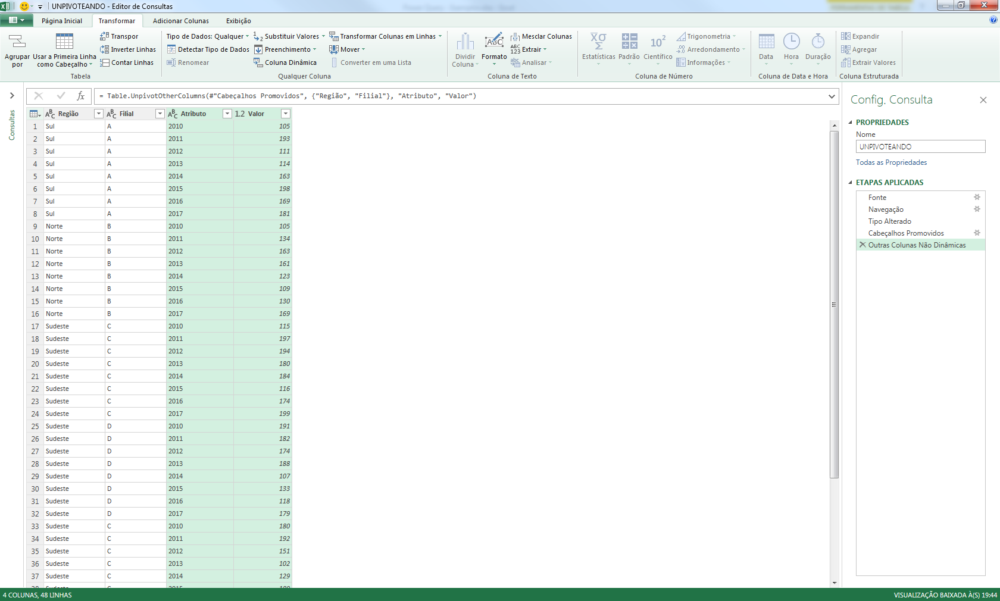 UNPIVOTEANDO - Editor de Consultas
Página Inicial Transformar Adicionar Colunas Exibição
Agrupar por
Usar a Primeira Linha como Cabeçalho
Transpor
Inverter Linhas
Contar Linhas
Tabela
Tipo de Dados: Qualquer
Detectar Tipo de Dados
Renomear
Substituir Valores
Preenchimento
Coluna Dinâmica
Transformar Colunas em Linhas
Mover
Converter em uma Lista
Qualquer Coluna
Dividir Coluna
ABC
Formato
Mesclar Colunas
ABC 123 Extrair
abc Analisar
Coluna de Texto
XΣσ
Estatísticas
Padrão
10²
Científico
Trigonometria
.00 Arredondamento
Informações
Coluna de Número
Data
Hora
Duração
Coluna de Data e Hora
Expandir
Agregar
Extrair Valores
Coluna Estruturada
Consultas
fx = Table.UnpivotOtherColumns(#"Cabeçalhos Promovidos", {"Região", "Filial"}, "Atributo", "Valor")
ABC Região ABC Filial ABC Atributo 1.2 Valor
1 Sul A 2010 105
2 Sul A 2011 193
3 Sul A 2012 111
4 Sul A 2013 114
5 Sul A 2014 163
6 Sul A 2015 198
7 Sul A 2016 169
8 Sul A 2017 181
9 Norte B 2010 105
10 Norte B 2011 134
11 Norte B 2012 163
12 Norte B 2013 161
13 Norte B 2014 123
14 Norte B 2015 109
15 Norte B 2016 130
16 Norte B 2017 169
17 Sudeste C 2010 115
18 Sudeste C 2011 197
19 Sudeste C 2012 194
20 Sudeste C 2013 180
21 Sudeste C 2014 184
22 Sudeste C 2015 116
23 Sudeste C 2016 174
24 Sudeste C 2017 199
25 Sudeste D 2010 191
26 Sudeste D 2011 182
27 Sudeste D 2012 174
28 Sudeste D 2013 188
29 Sudeste D 2014 107
30 Sudeste D 2015 133
31 Sudeste D 2016 118
32 Sudeste D 2017 179
33 Sudeste C 2010 180
34 Sudeste C 2011 192
35 Sudeste C 2012 151
36 Sudeste C 2013 102
37 Sudeste C 2014 129
Config. Consulta
PROPRIEDADES
Nome
UNPIVOTEANDO
Todas as Propriedades
ETAPAS APLICADAS
Fonte
Navegação
Tipo Alterado
Cabeçalhos Promovidos
Outras Colunas Não Dinâmicas
4 COLUNAS, 48 LINHAS
VISUALIZAÇÃO BAIXADA À(S) 19:44